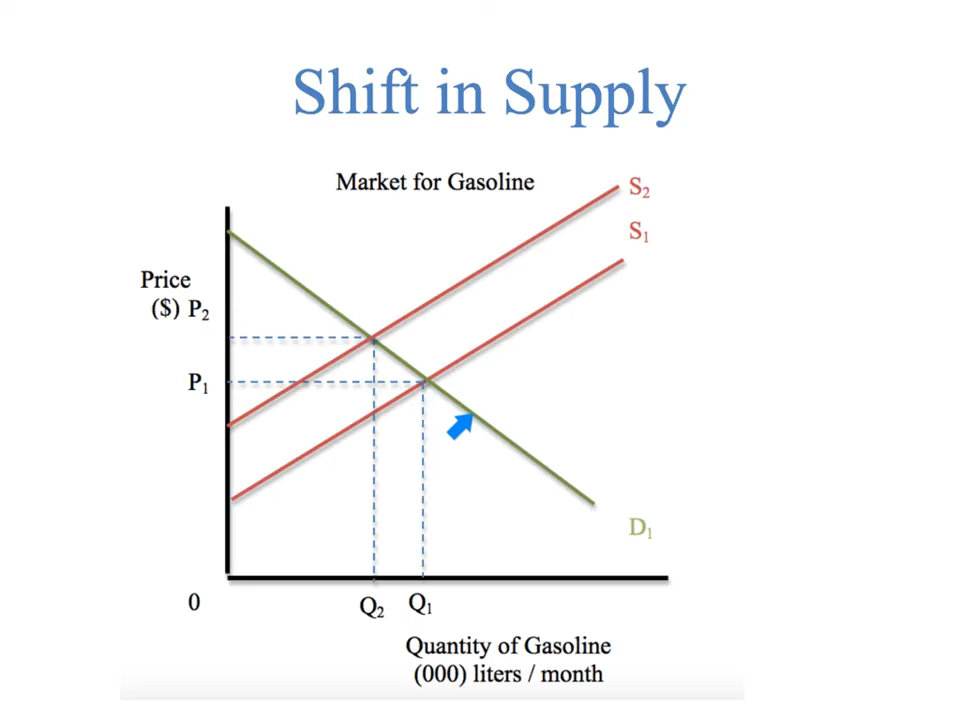 Shift in Supply
Market for Gasoline
S₂
S₁
Price
($) P₂
P₁
D₁
0
Q₂ Q₁
Quantity of Gasoline
(000) liters / month